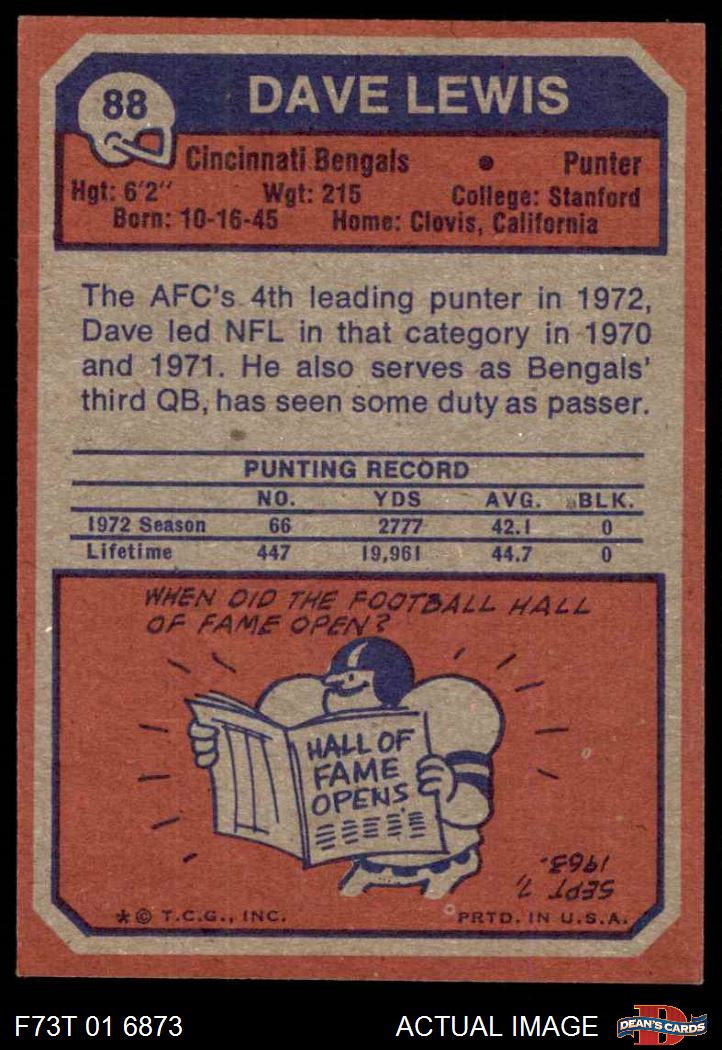 88
DAVE LEWIS
Cincinnati Bengals • Punter
Hgt: 6'2" Wgt: 215 College: Stanford
Born: 10-16-45 Home: Clovis, California
The AFC's 4th leading punter in 1972,
Dave led NFL in that category in 1970
and 1971. He also serves as Bengals'
third QB, has seen some duty as passer.
PUNTING RECORD
NO. YDS AVG. BLK.
1972 Season 66 2777 42.1 0
Lifetime 447 19,961 44.7 0
WHEN DID THE FOOTBALL HALL
OF FAME OPEN?
HALL OF
FAME
OPENS
SEPT 7,
1963.
* © T.C.G., INC. PRTD. IN U.S.A.
F73T 01 6873 ACTUAL IMAGE
D
DEAN'S CARDS